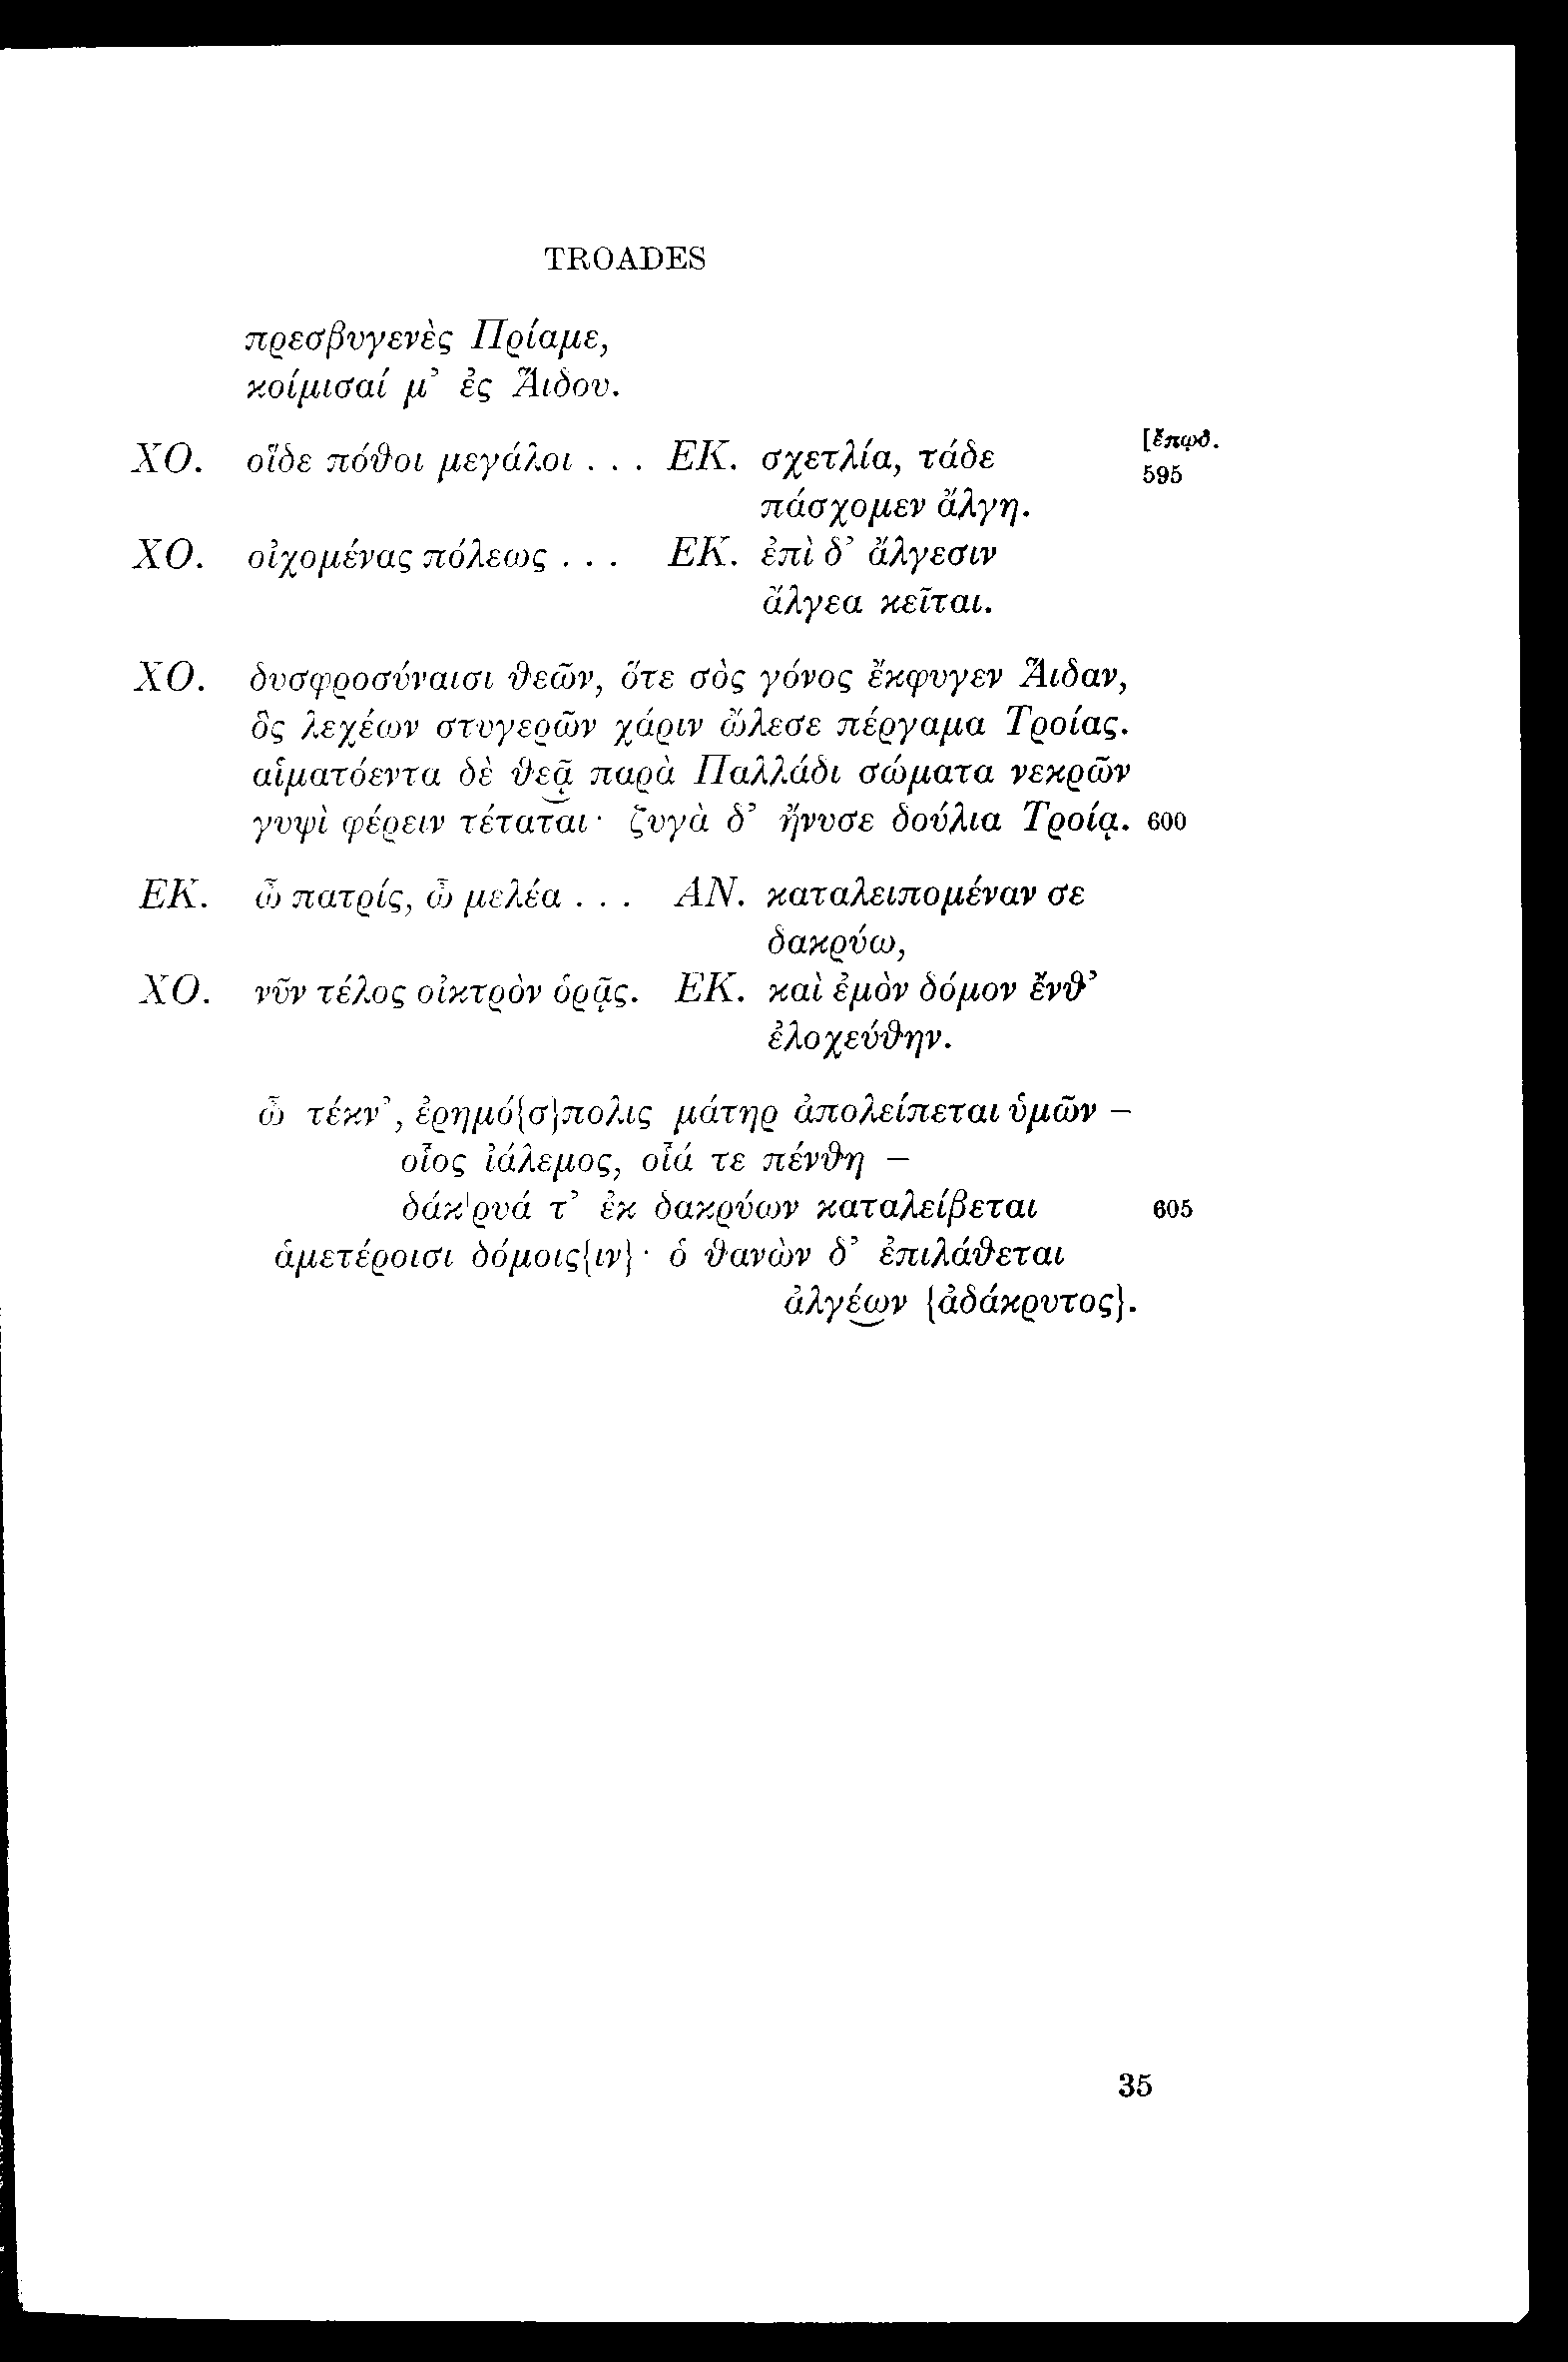 TROADES
πρεσβυγενὲς Πρίαμε,
κοίμισαί μ’ ἐς Ἅιδου.
ΧΟ. οἵδε πόθοι μεγάλοι . . . ΕΚ. σχετλία, τάδε [ἐπῳδ. 595
πάσχομεν ἄλγη.
ΧΟ. οἰχομένας πόλεως . . . ΕΚ. ἐπὶ δ’ ἄλγεσιν
ἄλγεα κεῖται.
ΧΟ. δυσφροσύναισι θεῶν, ὅτε σὸς γόνος ἔκφυγεν Ἅιδαν,
ὃς λεχέων στυγερῶν χάριν ὤλεσε πέργαμα Τροίας.
αἱματόεντα δὲ θεᾷ παρὰ Παλλάδι σώματα νεκρῶν
γυψὶ φέρειν τέταται· ζυγὰ δ’ ἤνυσε δούλια Τροίᾳ. 600
ΕΚ. ὦ πατρίς, ὦ μελέα . . . ΑΝ. καταλειπομέναν σε
δακρύω,
ΧΟ. νῦν τέλος οἰκτρὸν ὁρᾷς. ΕΚ. καὶ ἐμὸν δόμον ἔνθ’
ἐλοχεύθην.
ὦ τέκν’, ἐρημό{σ}πολις μάτηρ ἀπολείπεται ὑμῶν –
οἷος ἰάλεμος, οἷά τε πένθη –
δάκ|ρυά τ’ ἐκ δακρύων καταλείβεται 605
ἁμετέροισι δόμοις{ιν}· ὁ θανὼν δ’ ἐπιλάθεται
ἀλγέων {ἀδάκρυτος}.
35